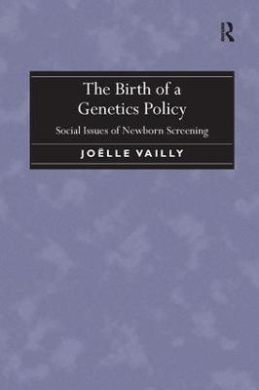 R
The Birth of a
Genetics Policy
Social Issues of Newborn Screening
JOËLLE VAILLY